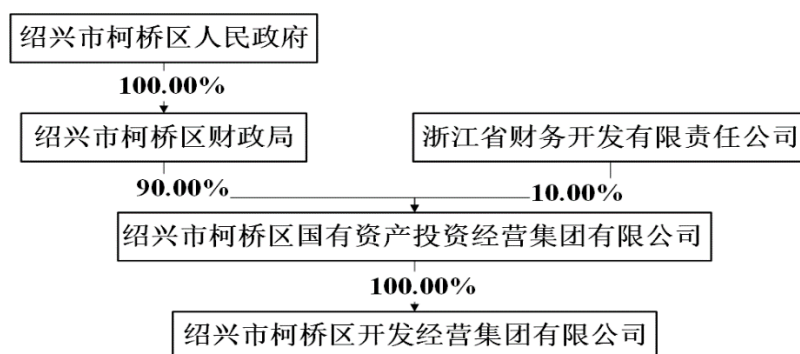 绍兴市柯桥区人民政府
100.00%
绍兴市柯桥区财政局
浙江省财务开发有限责任公司
90.00%
10.00%
绍兴市柯桥区国有资产投资经营集团有限公司
100.00%
绍兴市柯桥区开发经营集团有限公司